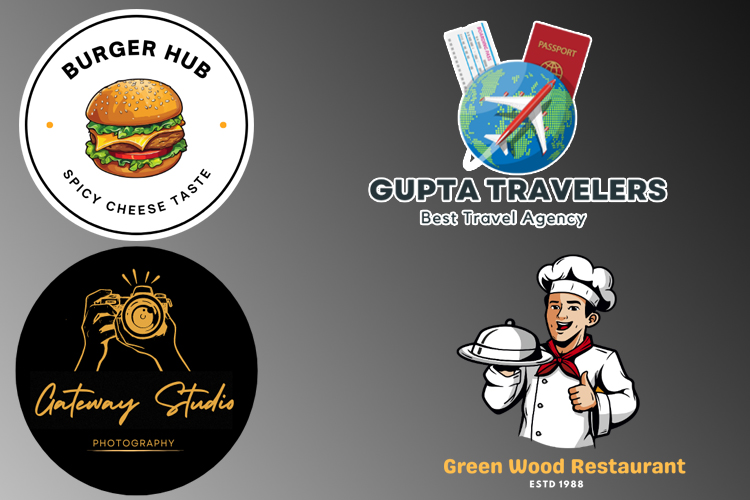 BURGER HUB
SPICY CHEESE TASTE
PASSPORT
GUPTA TRAVELERS
Best Travel Agency
Gateway Studio
PHOTOGRAPHY
Green Wood Restaurant
ESTD 1988